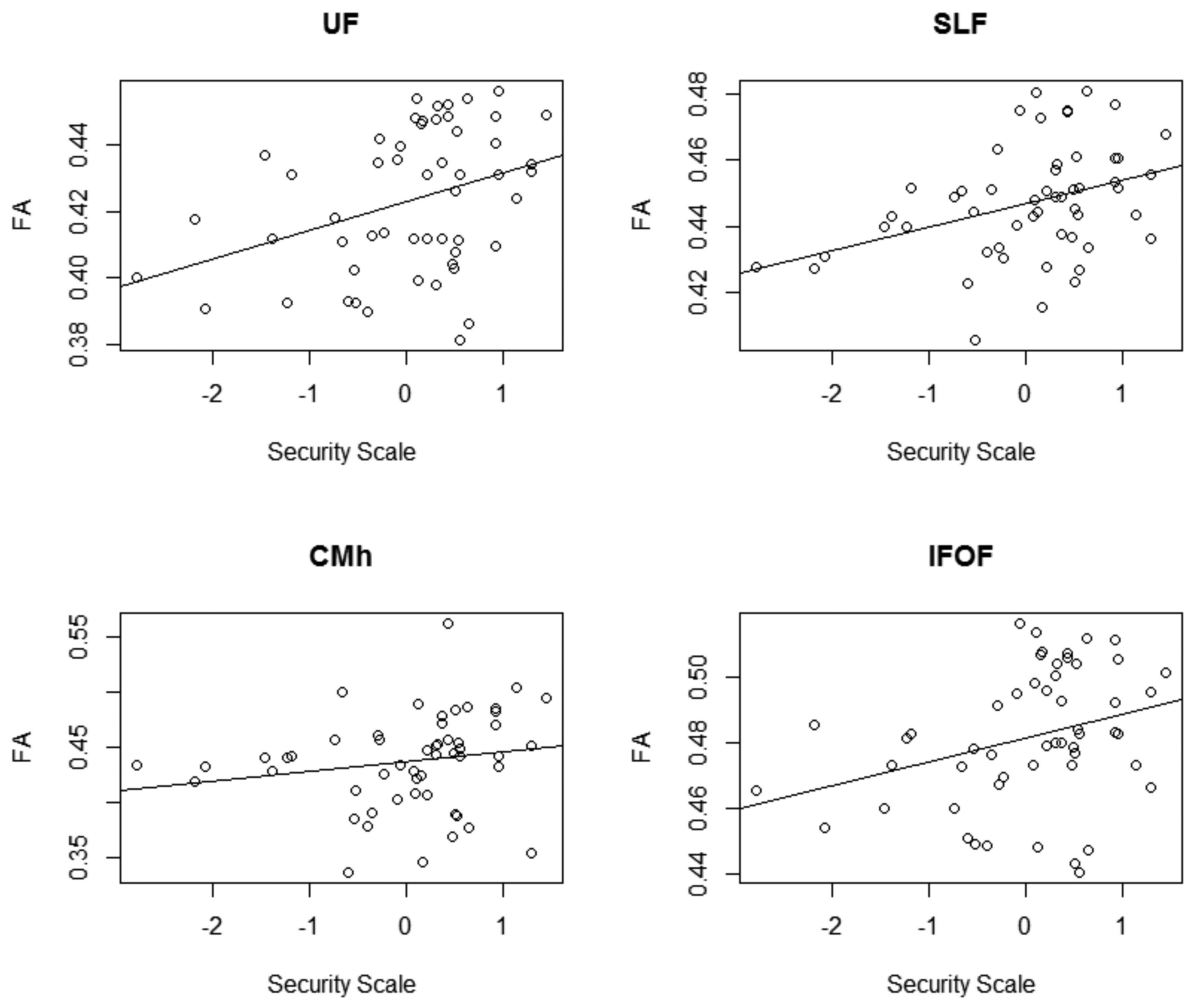 UF
FA
0.38 0.40 0.42 0.44
-2 -1 0 1
Security Scale
SLF
FA
0.42 0.44 0.46 0.48
-2 -1 0 1
Security Scale
CMh
FA
0.35 0.45 0.55
-2 -1 0 1
Security Scale
IFOF
FA
0.44 0.46 0.48 0.50
-2 -1 0 1
Security Scale